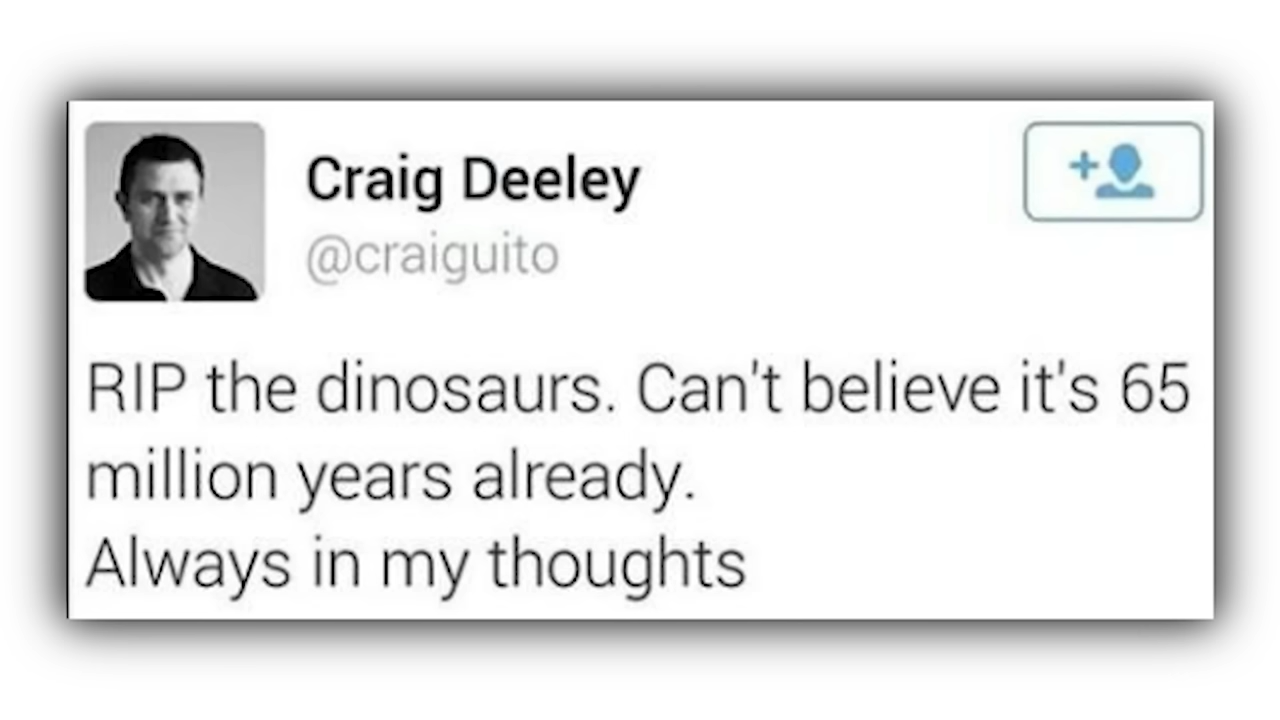 Craig Deeley
@craiguito
RIP the dinosaurs. Can't believe it's 65
million years already.
Always in my thoughts